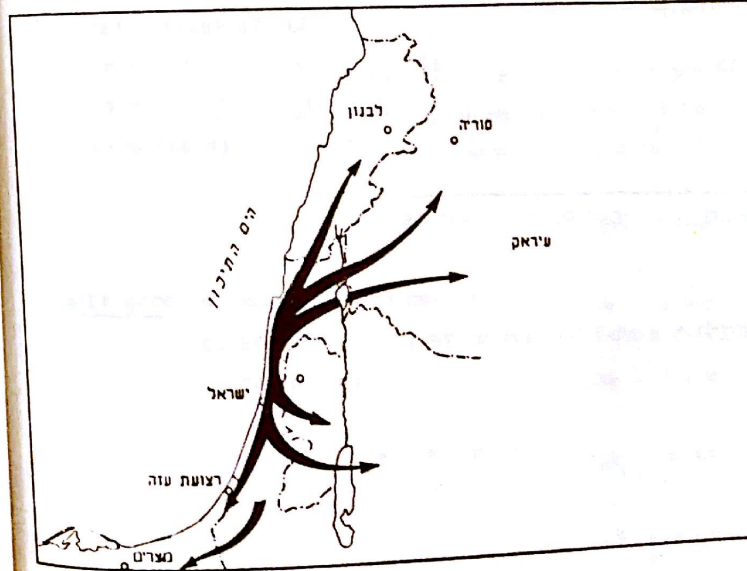 לבנון
סוריה
הים התיכון
עיראק
ישראל
רצועת עזה
מצרים